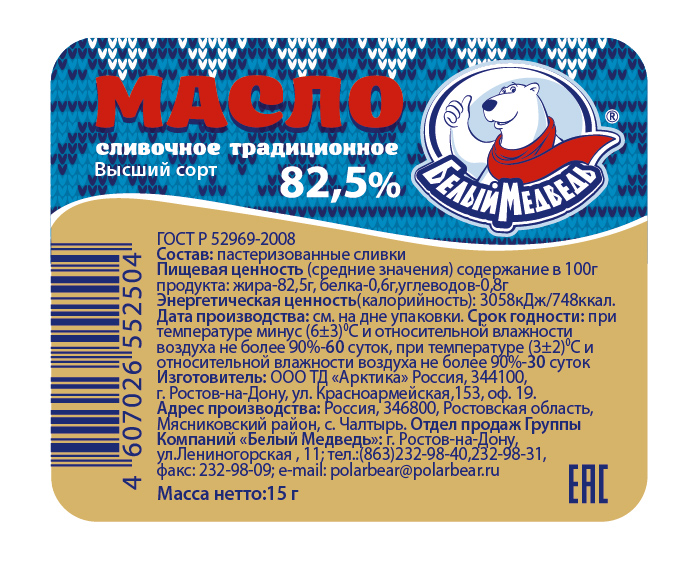 МАСЛО
сливочное традиционное
Высший сорт
82,5%
БЕЛЫЙ МЕДВЕДЬ
®
ГОСТ Р 52969-2008
Состав: пастеризованные сливки
Пищевая ценность (средние значения) содержание в 100г
продукта: жира-82,5г, белка-0,6г,углеводов-0,8г
Энергетическая ценность(калорийность): 3058кДж/748ккал.
Дата производства: см. на дне упаковки. Срок годности: при
температуре минус (6±3)⁰С и относительной влажности
воздуха не более 90%-60 суток, при температуре (3±2)⁰С и
относительной влажности воздуха не более 90%-30 суток
Изготовитель: ООО ТД «Арктика» Россия, 344100,
г. Ростов-на-Дону, ул. Красноармейская,153, оф. 19.
Адрес производства: Россия, 346800, Ростовская область,
Мясниковский район, с. Чалтырь. Отдел продаж Группы
Компаний «Белый Медведь»: г. Ростов-на-Дону,
ул.Лениногорская , 11; тел.:(863)232-98-40,232-98-31,
факс: 232-98-09; e-mail: polarbear@polarbear.ru
Масса нетто:15 г
EAC
4 607026 552504